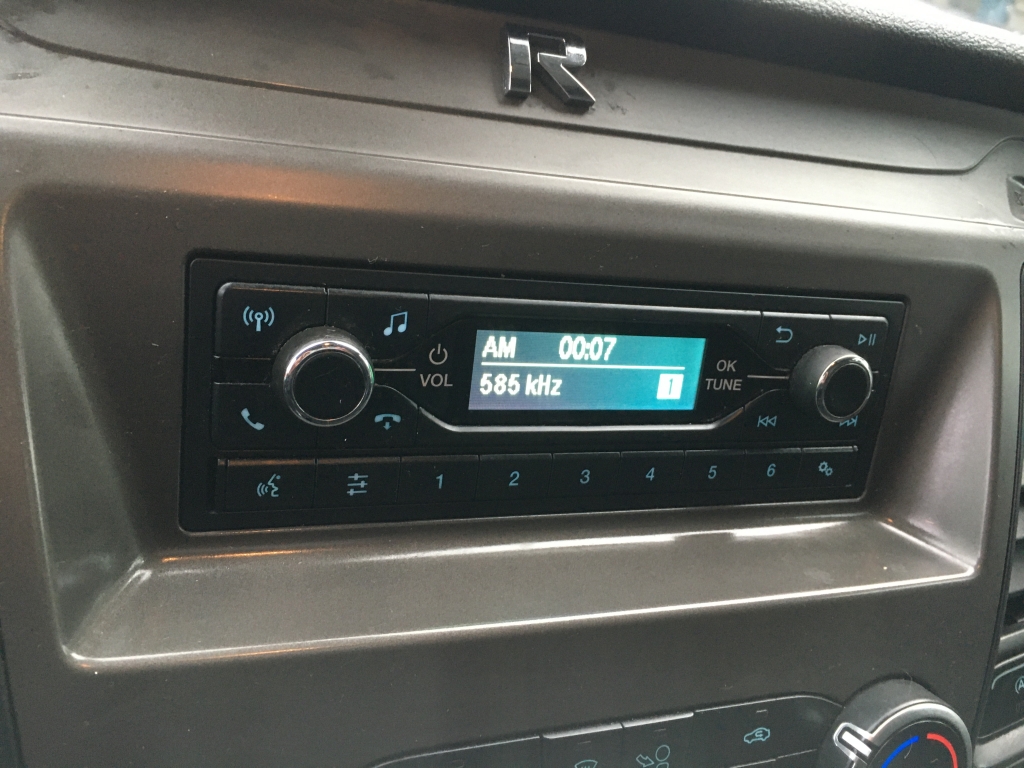 R
AM 00:07
585 kHz 1
VOL
OK
TUNE
1 2 3 4 5 6